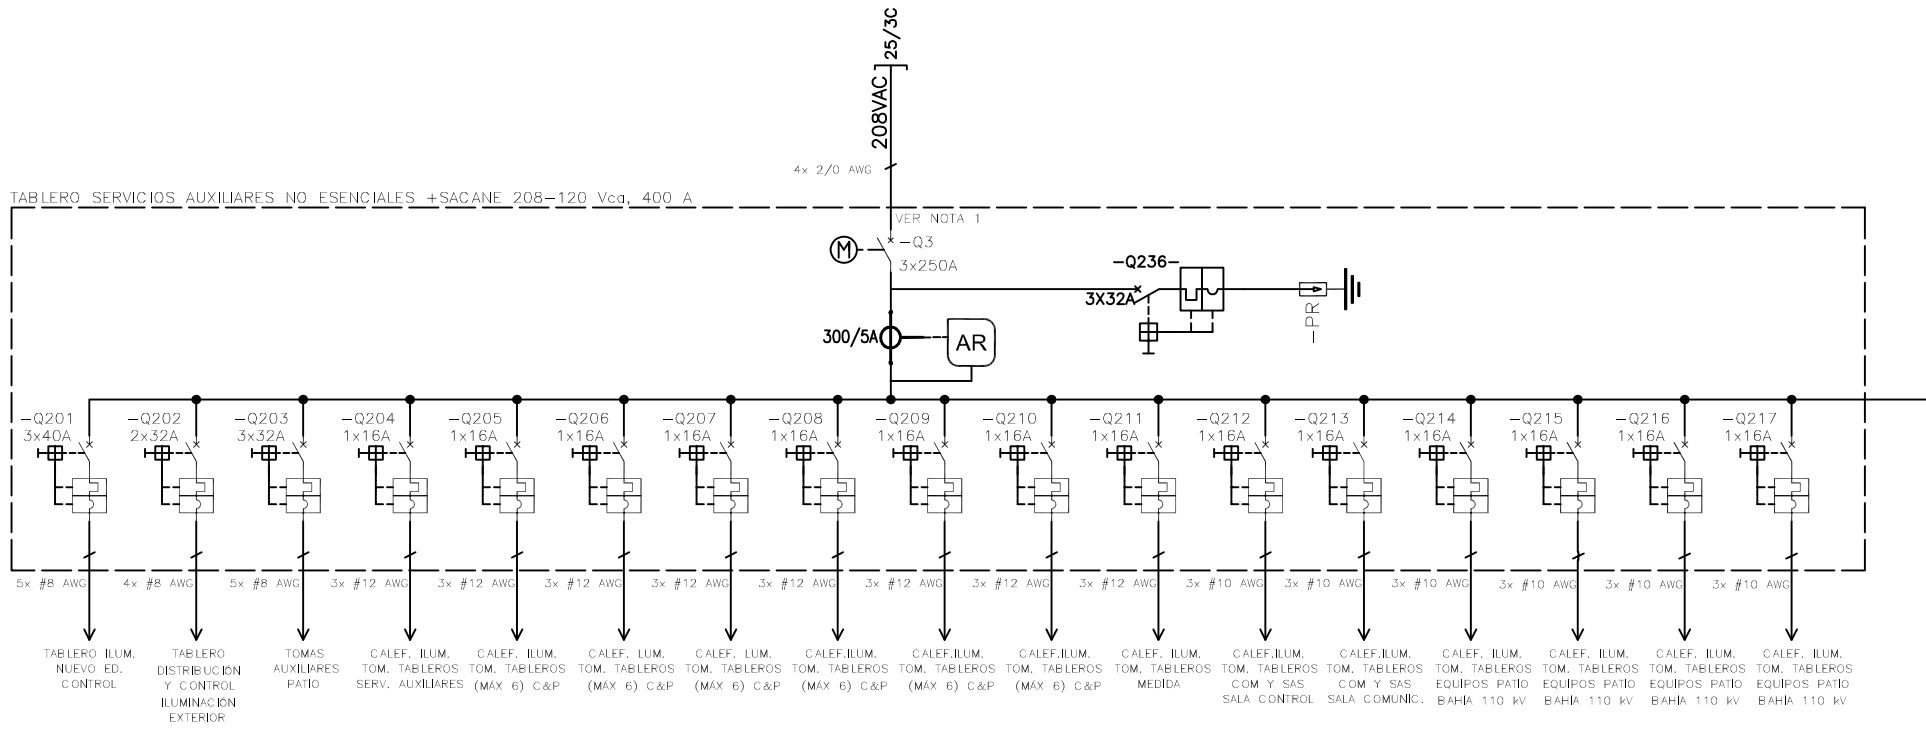 25/3C
208VAC
4x 2/0 AWG
TABLERO SERVICIOS AUXILIARES NO ESENCIALES +SACANE 208-120 Vca, 400 A
VER NOTA 1
M
-Q3
3x250A
-Q236-
3X32A
-PR
300/5A
AR
-Q201
3x40A
-Q202
2x32A
-Q203
3x32A
-Q204
1x16A
-Q205
1x16A
-Q206
1x16A
-Q207
1x16A
-Q208
1x16A
-Q209
1x16A
-Q210
1x16A
-Q211
1x16A
-Q212
1x16A
-Q213
1x16A
-Q214
1x16A
-Q215
1x16A
-Q216
1x16A
-Q217
1x16A
5x #8 AWG
4x #8 AWG
5x #8 AWG
3x #12 AWG
3x #12 AWG
3x #12 AWG
3x #12 AWG
3x #12 AWG
3x #12 AWG
3x #12 AWG
3x #12 AWG
3x #10 AWG
3x #10 AWG
3x #10 AWG
3x #10 AWG
3x #10 AWG
3x #10 AWG
TABLERO ILUM.
NUEVO ED.
CONTROL
TABLERO
DISTRIBUCIÓN
Y CONTROL
ILUMINACIÓN
EXTERIOR
TOMAS
AUXILIARES
PATIO
CALEF. ILUM.
TOM. TABLEROS
SERV. AUXILIARES
CALEF. ILUM.
TOM. TABLEROS
(MÁX 6) C&P
CALEF. LUM.
TOM. TABLEROS
(MÁX 6) C&P
CALEF. LUM.
TOM. TABLEROS
(MÁX 6) C&P
CALEF.ILUM.
TOM. TABLEROS
(MÁX 6) C&P
CALEF.ILUM.
TOM. TABLEROS
(MÁX 6) C&P
CALEF.ILUM.
TOM. TABLEROS
(MÁX 6) C&P
CALEF. ILUM.
TOM. TABLEROS
MEDIDA
CALEF.ILUM.
TOM. TABLEROS
COM Y SAS
SALA CONTROL
CALEF.ILUM.
TOM. TABLEROS
COM Y SAS
SALA COMUNIC.
CALEF. ILUM.
TOM. TABLEROS
EQUIPOS PATIO
BAHÍA 110 kV
CALEF. ILUM.
TOM. TABLEROS
EQUIPOS PATIO
BAHÍA 110 kV
CALEF. ILUM.
TOM. TABLEROS
EQUIPOS PATIO
BAHÍA 110 kV
CALEF. ILUM.
TOM. TABLEROS
EQUIPOS PATIO
BAHÍA 110 kV